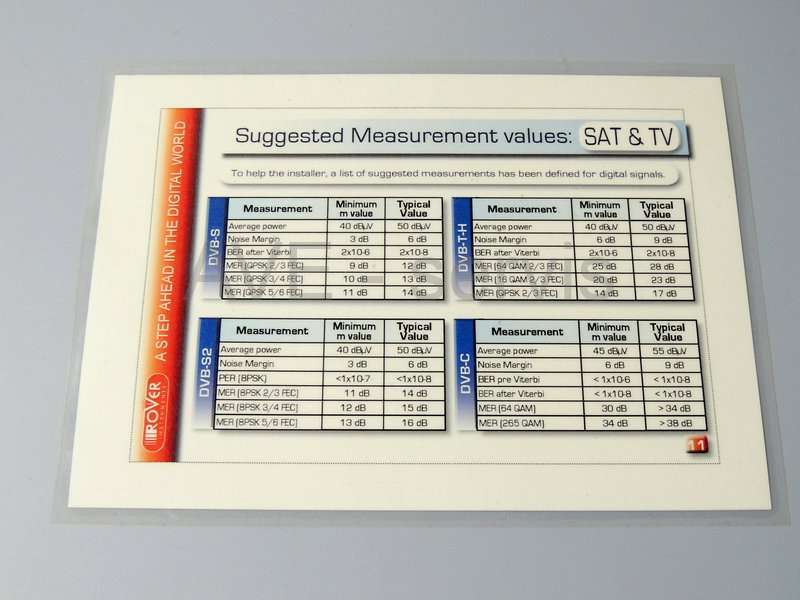 Suggested Measurement values: SAT & TV
To help the installer, a list of suggested measurements has been defined for digital signals.
A STEP AHEAD IN THE DIGITAL WORLD
ROVER
INSTRUMENTS
DVB-S
Measurement Minimum m value Typical Value
Average power 40 dBµV 50 dBµV
Noise Margin 3 dB 6 dB
BER after Viterbi 2x10-6 2x10-8
MER (QPSK 2/3 FEC) 9 dB 12 dB
MER (QPSK 3/4 FEC) 10 dB 13 dB
MER (QPSK 5/6 FEC) 11 dB 14 dB
DVB-T-H
Measurement Minimum m value Typical Value
Average power 40 dBµV 50 dBµV
Noise Margin 6 dB 9 dB
BER after Viterbi 2x10-6 2x10-8
MER (64 QAM 2/3 FEC) 25 dB 28 dB
MER (16 QAM 2/3 FEC) 20 dB 23 dB
MER (QPSK 2/3 FEC) 14 dB 17 dB
DVB-S2
Measurement Minimum m value Typical Value
Average power 40 dBµV 50 dBµV
Noise Margin 3 dB 6 dB
PER (8PSK) <1x10-7 <1x10-8
MER (8PSK 2/3 FEC) 11 dB 14 dB
MER (8PSK 3/4 FEC) 12 dB 15 dB
MER (8PSK 5/6 FEC) 13 dB 16 dB
DVB-C
Measurement Minimum m value Typical Value
Average power 45 dBµV 55 dBµV
Noise Margin 6 dB 9 dB
BER pre Viterbi < 1x10-6 < 1x10-8
BER after Viterbi < 1x10-8 < 1x10-8
MER (64 QAM) 30 dB > 34 dB
MER (265 QAM) 34 dB > 38 dB
11